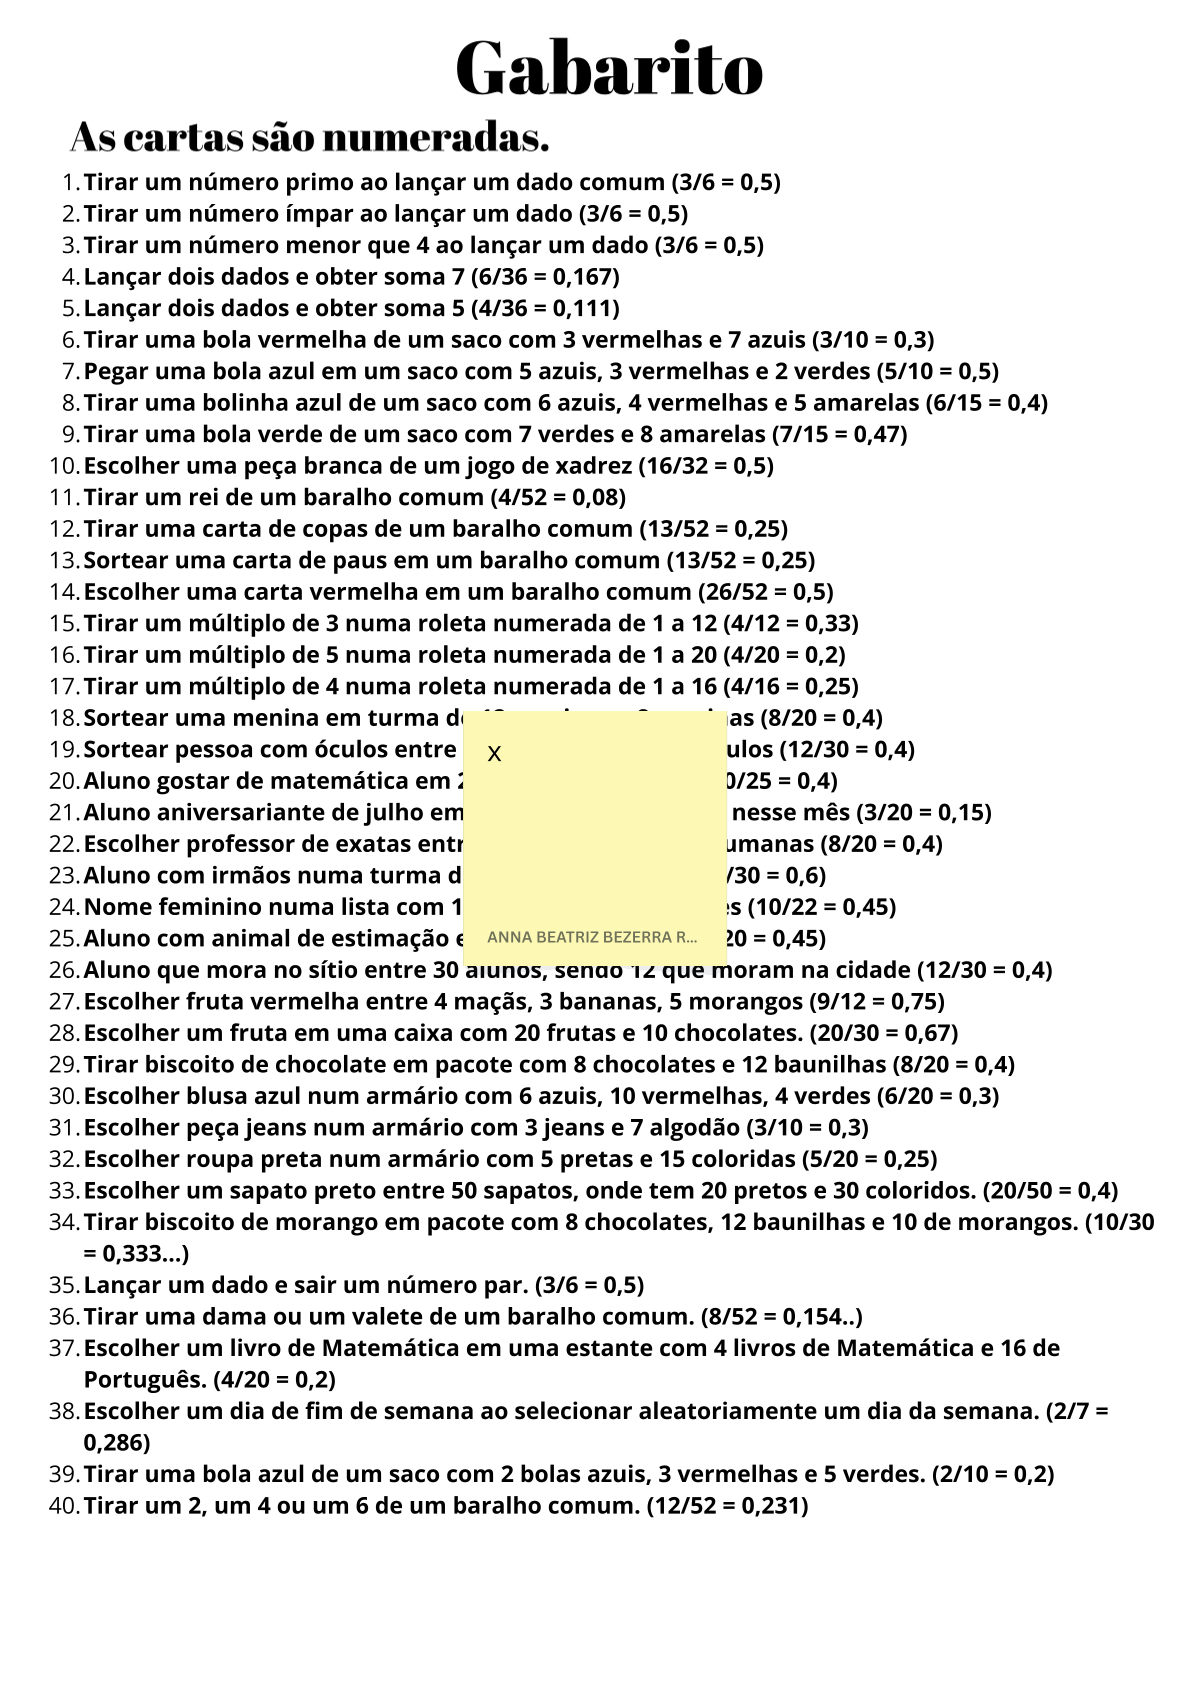 Gabarito
As cartas são numeradas.
1. Tirar um número primo ao lançar um dado comum (3/6 = 0,5)
2. Tirar um número ímpar ao lançar um dado (3/6 = 0,5)
3. Tirar um número menor que 4 ao lançar um dado (3/6 = 0,5)
4. Lançar dois dados e obter soma 7 (6/36 = 0,167)
5. Lançar dois dados e obter soma 5 (4/36 = 0,111)
6. Tirar uma bola vermelha de um saco com 3 vermelhas e 7 azuis (3/10 = 0,3)
7. Pegar uma bola azul em um saco com 5 azuis, 3 vermelhas e 2 verdes (5/10 = 0,5)
8. Tirar uma bolinha azul de um saco com 6 azuis, 4 vermelhas e 5 amarelas (6/15 = 0,4)
9. Tirar uma bola verde de um saco com 7 verdes e 8 amarelas (7/15 = 0,47)
10. Escolher uma peça branca de um jogo de xadrez (16/32 = 0,5)
11. Tirar um rei de um baralho comum (4/52 = 0,08)
12. Tirar uma carta de copas de um baralho comum (13/52 = 0,25)
13. Sortear uma carta de paus em um baralho comum (13/52 = 0,25)
14. Escolher uma carta vermelha em um baralho comum (26/52 = 0,5)
15. Tirar um múltiplo de 3 numa roleta numerada de 1 a 12 (4/12 = 0,33)
16. Tirar um múltiplo de 5 numa roleta numerada de 1 a 20 (4/20 = 0,2)
17. Tirar um múltiplo de 4 numa roleta numerada de 1 a 16 (4/16 = 0,25)
18. Sortear uma menina em turma (8/20 = 0,4)
19. Sortear pessoa com óculos entre (12/30 = 0,4)
20. Aluno gostar de matemática em /25 = 0,4)
21. Aluno aniversariante de julho em nesse mês (3/20 = 0,15)
22. Escolher professor de exatas (8/20 = 0,4)
23. Aluno com irmãos numa turma /30 = 0,6)
24. Nome feminino numa lista com (10/22 = 0,45)
25. Aluno com animal de estimação 20 = 0,45)
26. Aluno que mora no sítio entre 30 alunos, sendo 12 que moram na cidade (12/30 = 0,4)
27. Escolher fruta vermelha entre 4 maçãs, 3 bananas, 5 morangos (9/12 = 0,75)
28. Escolher um fruta em uma caixa com 20 frutas e 10 chocolates. (20/30 = 0,67)
29. Tirar biscoito de chocolate em pacote com 8 chocolates e 12 baunilhas (8/20 = 0,4)
30. Escolher blusa azul num armário com 6 azuis, 10 vermelhas, 4 verdes (6/20 = 0,3)
31. Escolher peça jeans num armário com 3 jeans e 7 algodão (3/10 = 0,3)
32. Escolher roupa preta num armário com 5 pretas e 15 coloridas (5/20 = 0,25)
33. Escolher um sapato preto entre 50 sapatos, onde tem 20 pretos e 30 coloridos. (20/50 = 0,4)
34. Tirar biscoito de morango em pacote com 8 chocolates, 12 baunilhas e 10 de morangos. (10/30
= 0,333...)
35. Lançar um dado e sair um número par. (3/6 = 0,5)
36. Tirar uma dama ou um valete de um baralho comum. (8/52 = 0,154..)
37. Escolher um livro de Matemática em uma estante com 4 livros de Matemática e 16 de
Português. (4/20 = 0,2)
38. Escolher um dia de fim de semana ao selecionar aleatoriamente um dia da semana. (2/7 =
0,286)
39. Tirar uma bola azul de um saco com 2 bolas azuis, 3 vermelhas e 5 verdes. (2/10 = 0,2)
40. Tirar um 2, um 4 ou um 6 de um baralho comum. (12/52 = 0,231)
X
ANNA BEATRIZ BEZERRA R...